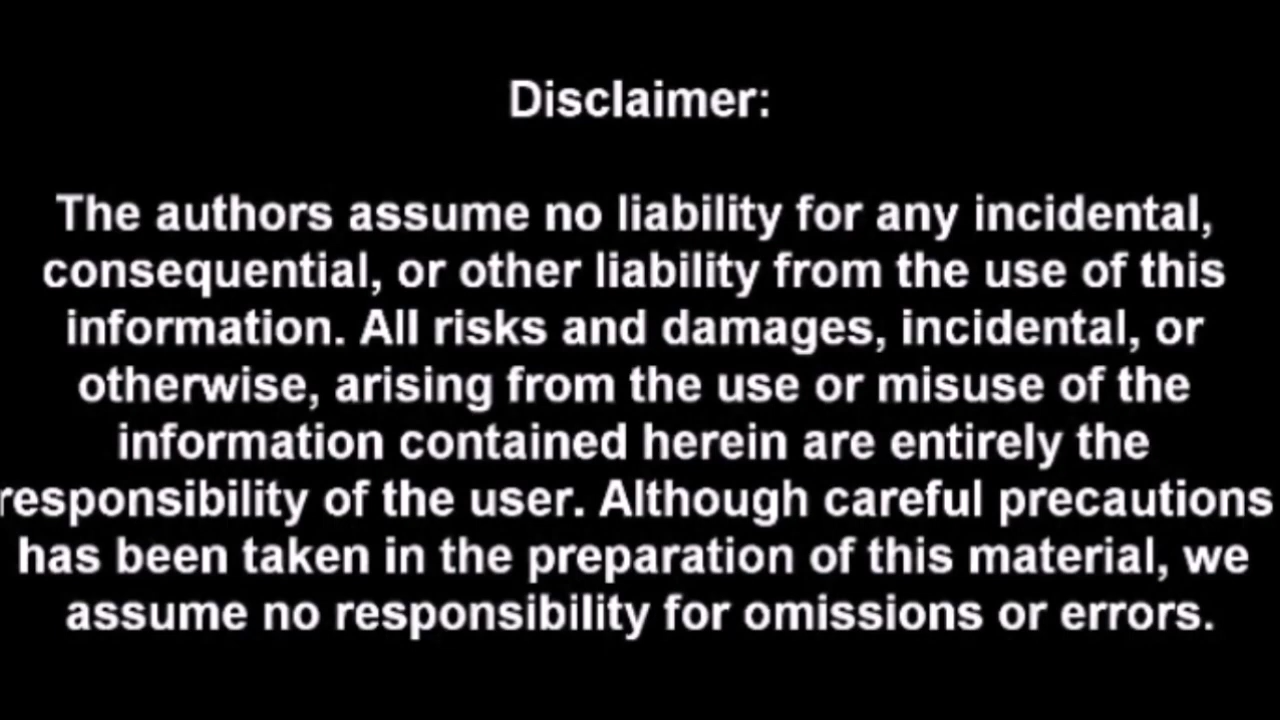 Disclaimer:
The authors assume no liability for any incidental,
consequential, or other liability from the use of this
information. All risks and damages, incidental, or
otherwise, arising from the use or misuse of the
information contained herein are entirely the
responsibility of the user. Although careful precautions
has been taken in the preparation of this material, we
assume no responsibility for omissions or errors.